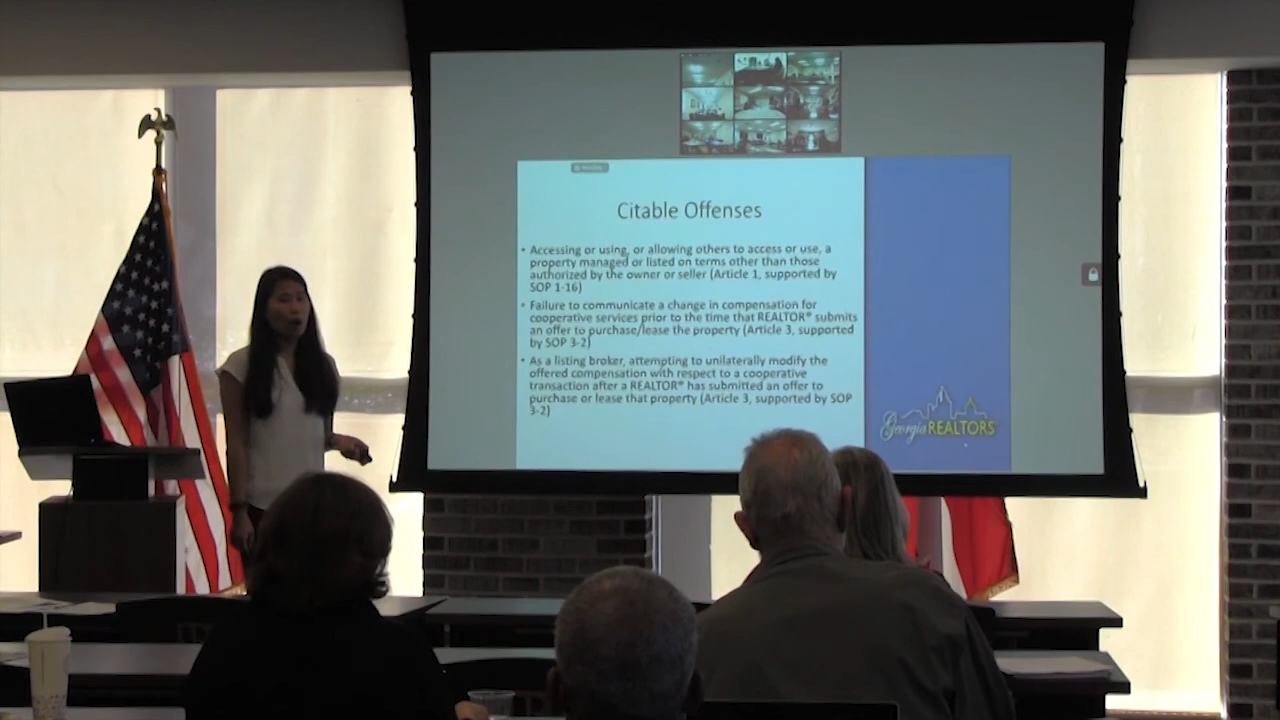 Citable Offenses
• Accessing or using, or allowing others to access or use, a
property managed or listed on terms other than those
authorized by the owner or seller (Article 1, supported by
SOP 1-16)
• Failure to communicate a change in compensation for
cooperative services prior to the time that REALTOR® submits
an offer to purchase/lease the property (Article 3, supported
by SOP 3-2)
• As a listing broker, attempting to unilaterally modify the
offered compensation with respect to a cooperative
transaction after a REALTOR® has submitted an offer to
purchase or lease that property (Article 3, supported by SOP
3-2)
Georgia REALTORS